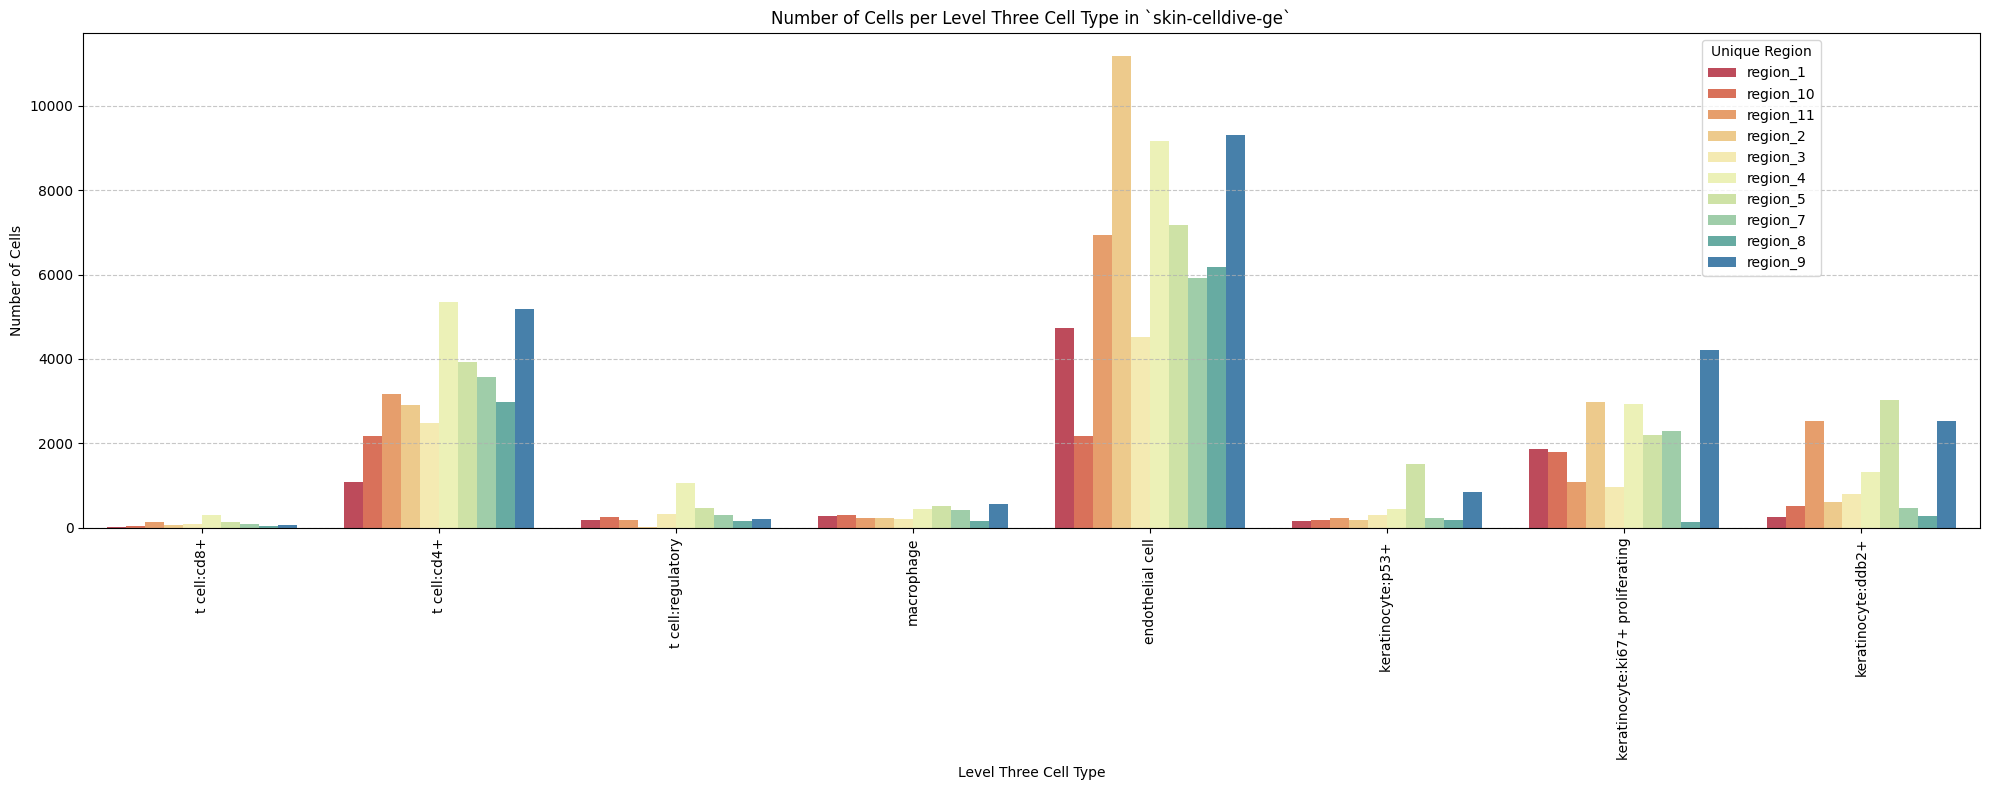 Number of Cells per Level Three Cell Type in `skin-celldive-ge`
Number of Cells
10000
8000
6000
4000
2000
0
Unique Region
region_1
region_10
region_11
region_2
region_3
region_4
region_5
region_7
region_8
region_9
t cell:cd8+
t cell:cd4+
t cell:regulatory
macrophage
endothelial cell
keratinocyte:p53+
keratinocyte:ki67+ proliferating
keratinocyte:ddb2+
Level Three Cell Type